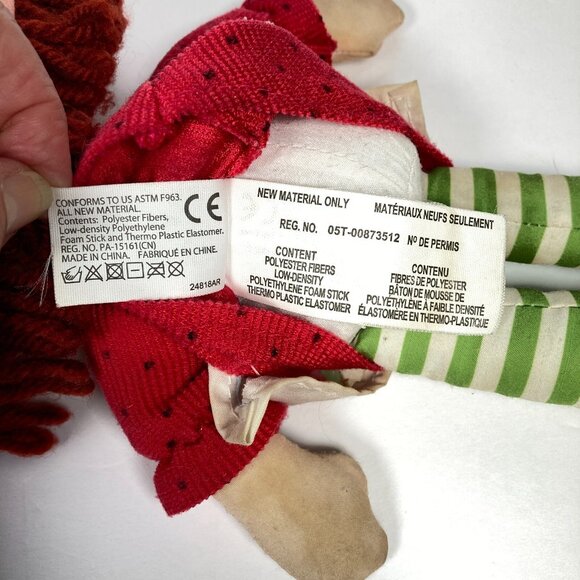 CONFORMS TO US ASTM F963.
ALL NEW MATERIAL.
Contents: Polyester Fibers,
Low-density Polyethylene
Foam Stick and Thermo Plastic Elastomer.
REG. NO. PA-15161(CN)
MADE IN CHINA. FABRIQUÉ EN CHINE.
CE
24818AR
NEW MATERIAL ONLY
MATÉRIAUX NEUFS SEULEMENT
REG. NO. 05T-00873512 Nº DE PERMIS
CONTENT
POLYESTER FIBERS
LOW-DENSITY
POLYETHYLENE FOAM STICK
THERMO PLASTIC ELASTOMER
CONTENU
FIBRES DE POLYESTER
BÂTON DE MOUSSE DE
POLYETHYLÈNE À FAIBLE DENSITÉ
ÉLASTOMÈRE EN THERMO-PLASTIQUE